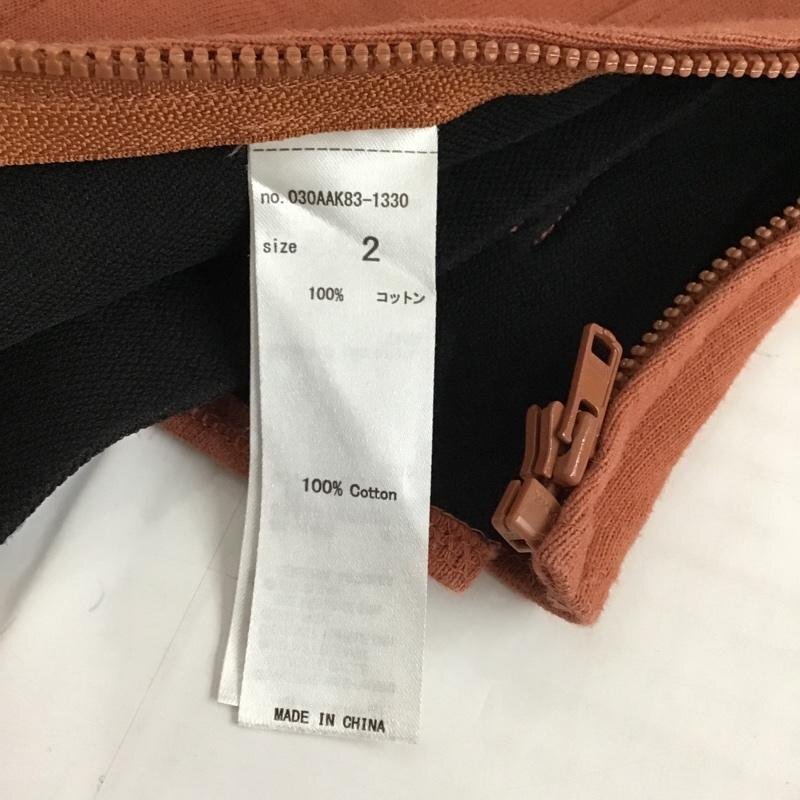 no. 030AAK83-1330
size 2
100% コットン
100% Cotton
MADE IN CHINA